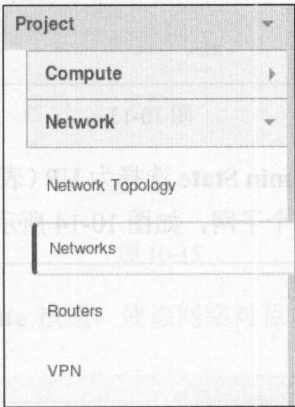 Project
Compute
Network
Network Topology
Networks
Routers
VPN